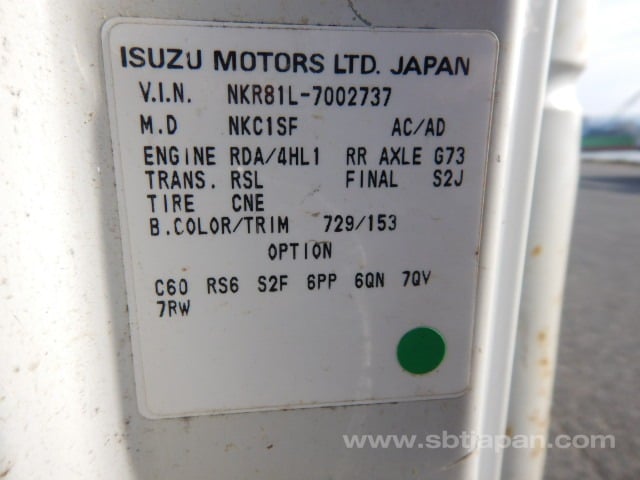 ISUZU MOTORS LTD. JAPAN
V.I.N. NKR81L-7002737
M.D NKC1SF AC/AD
ENGINE RDA/4HL1 RR AXLE G73
TRANS. RSL FINAL S2J
TIRE CNE
B.COLOR/TRIM 729/153
OPTION
C60 RS6 S2F 6PP 6QN 7QV
7RW
www.sbtjapan.com